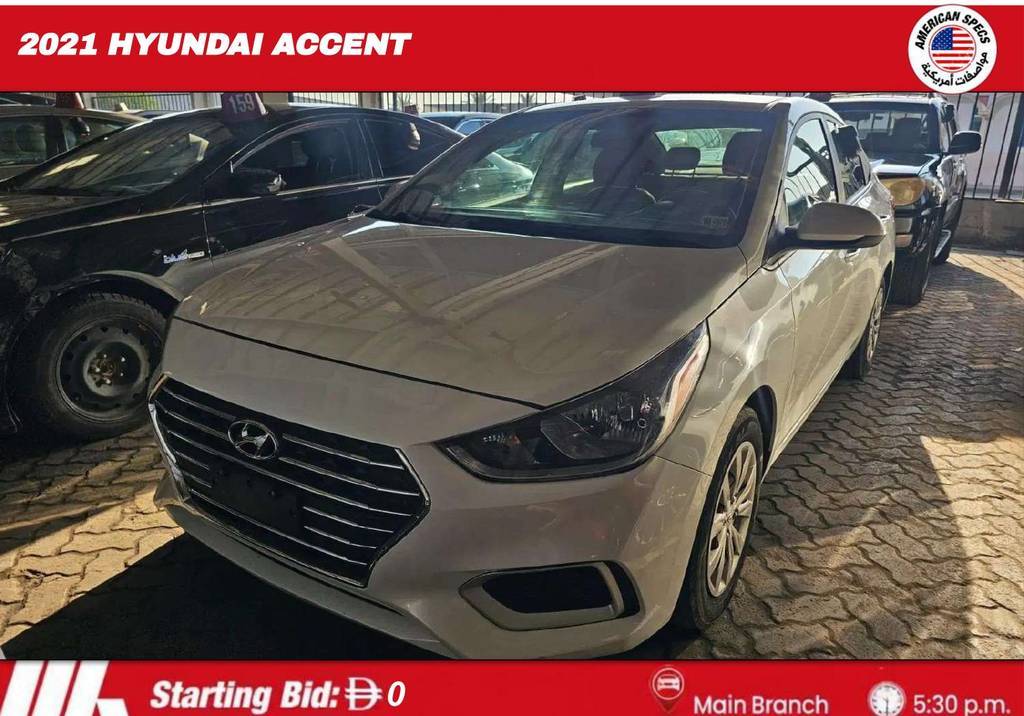 2021 HYUNDAI ACCENT
AMERICAN SPECS
مواصفات أمريكية
159
Starting Bid: 0
Main Branch
5:30 p.m.